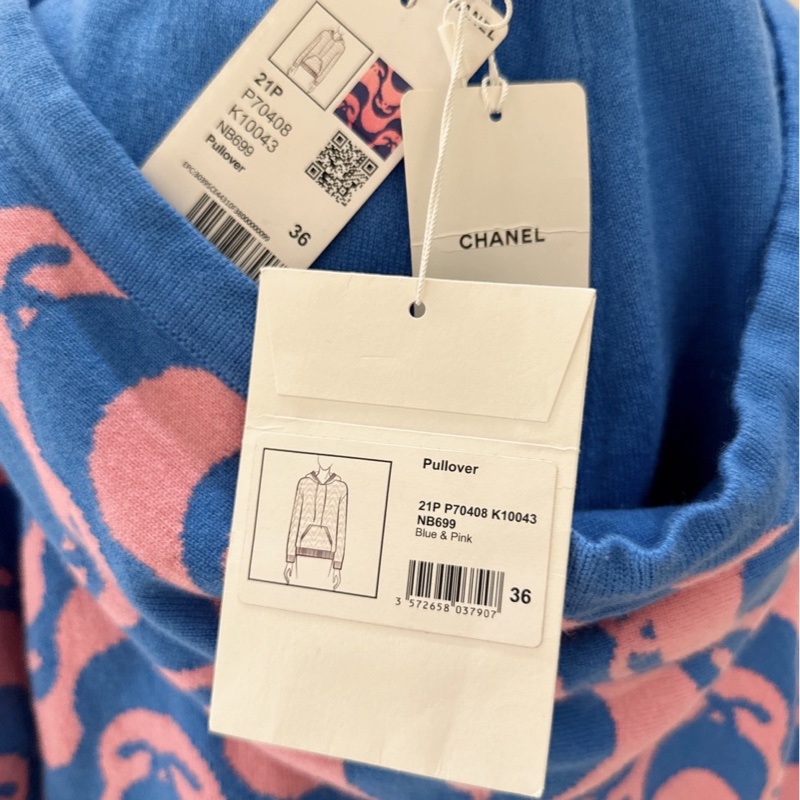 21P
P70408
K10043
NB699
Pullover
36
CHANEL
Pullover
21P P70408 K10043
NB699
Blue & Pink
36
3 572658 037907